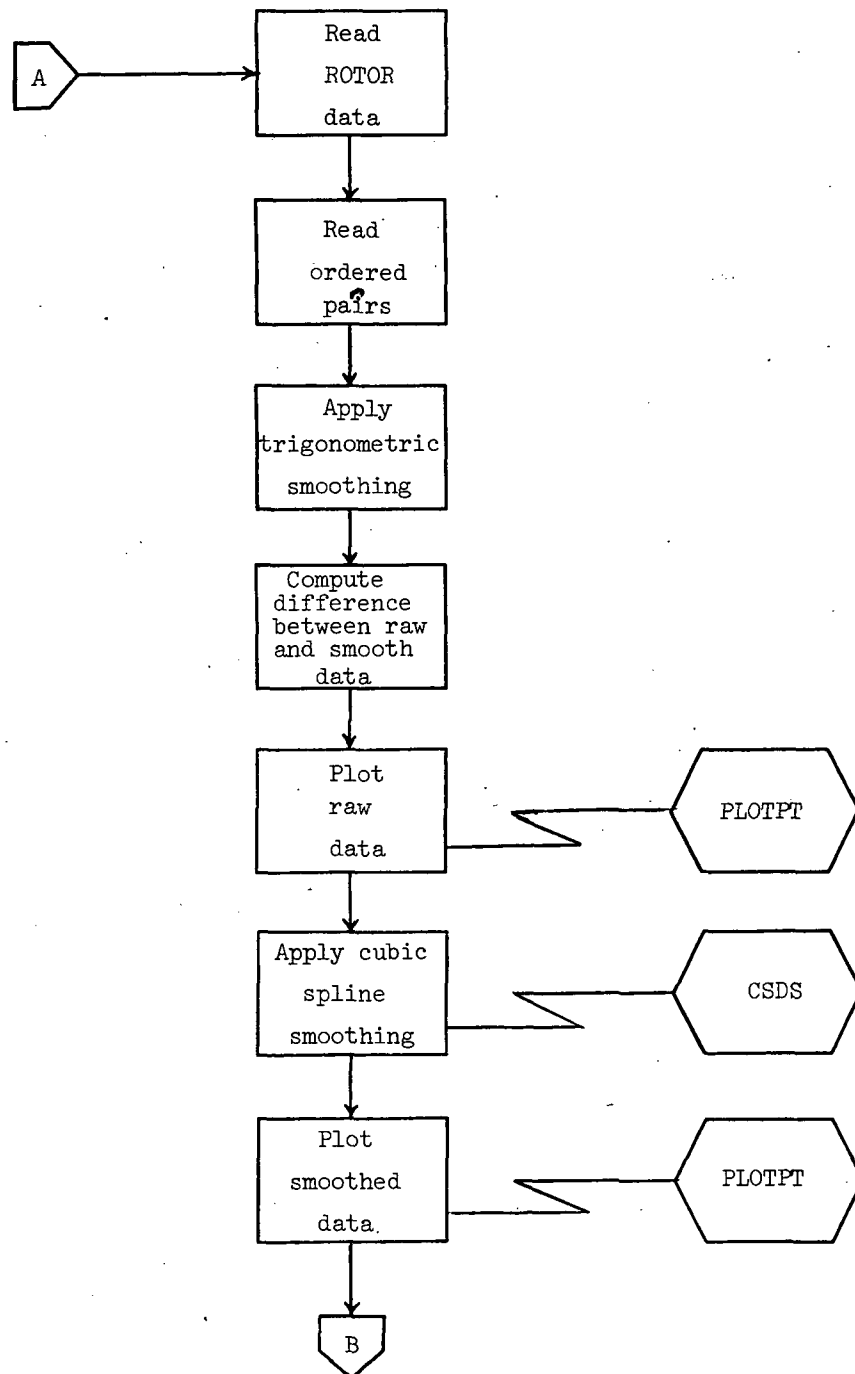 A
Read
ROTOR
data
Read
ordered
pairs
Apply
trigonometric
smoothing
Compute
difference
between raw
and smooth
data
Plot
raw
data
PLOTPT
Apply cubic
spline
smoothing
CSDS
Plot
smoothed
data
PLOTPT
B